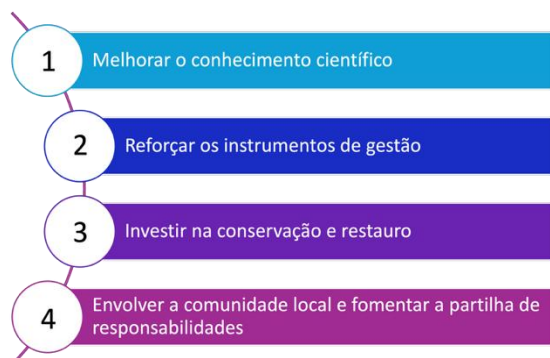 1 Melhorar o conhecimento científico
2 Reforçar os instrumentos de gestão
3 Investir na conservação e restauro
4 Envolver a comunidade local e fomentar a partilha de
responsabilidades